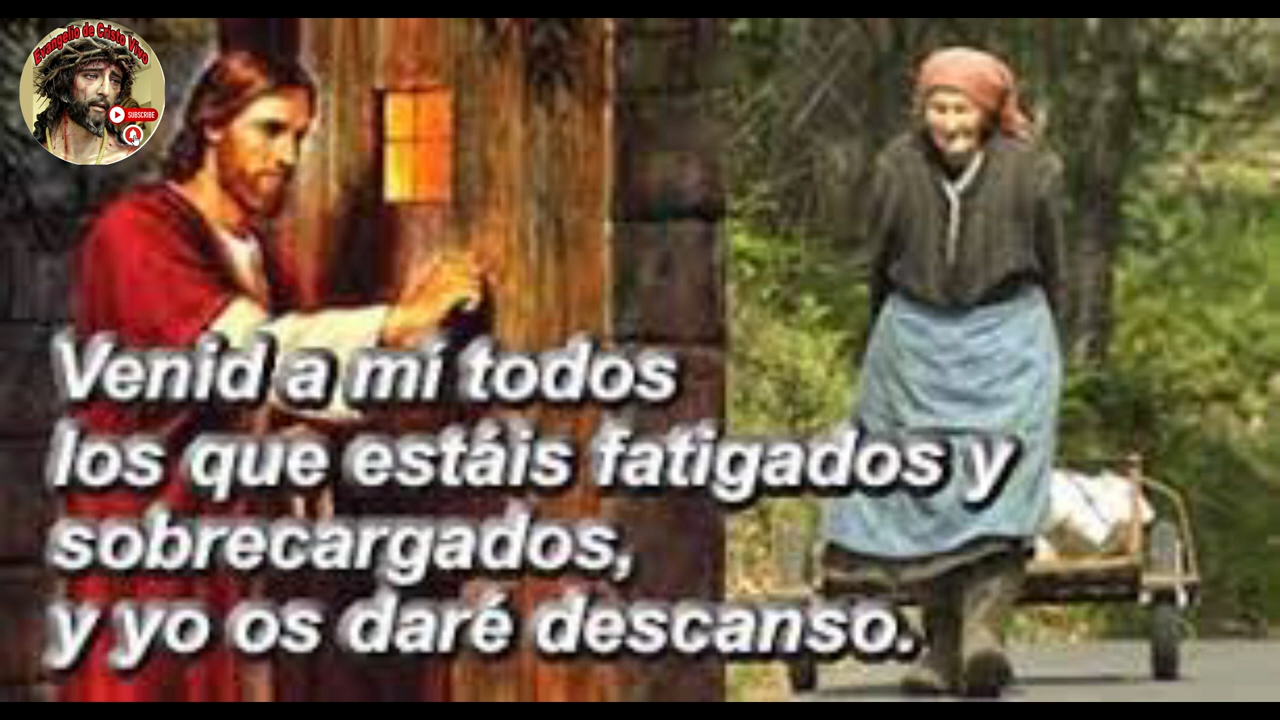 Evangelio de Cristo Vivo
SUBSCRIBE
Venid a mí todos
los que estáis fatigados y
sobrecargados,
y yo os daré descanso.